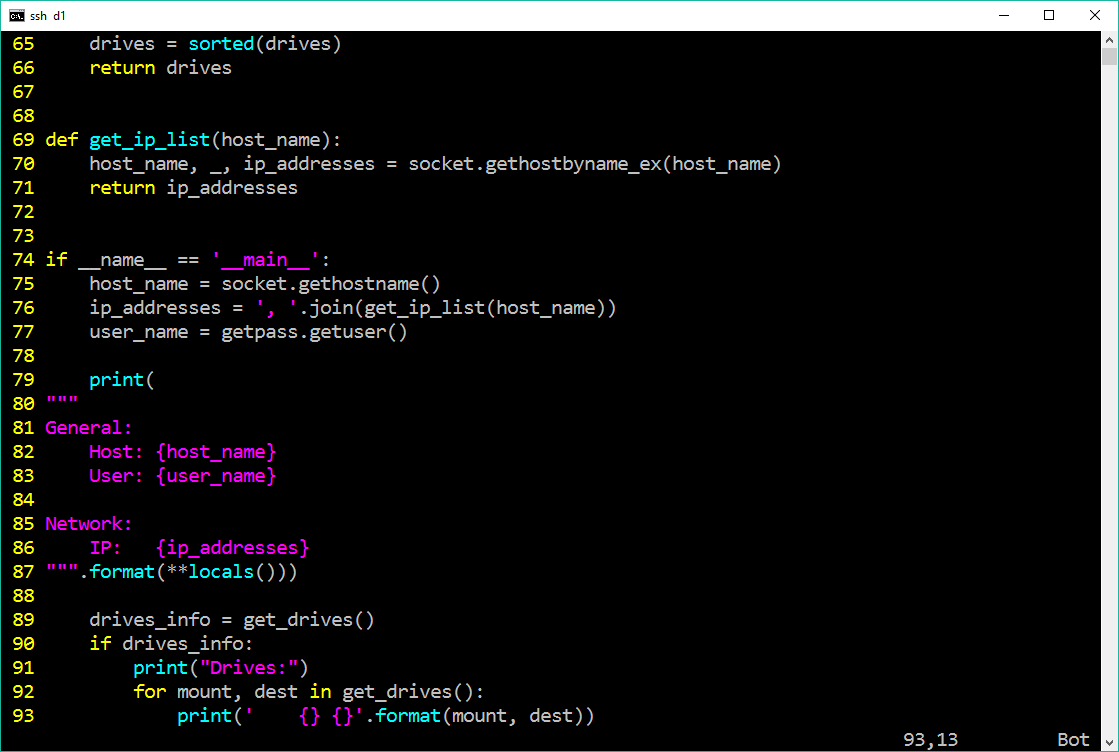 ssh d1
65     drives = sorted(drives)
66     return drives
67
68
69 def get_ip_list(host_name):
70     host_name, _, ip_addresses = socket.gethostbyname_ex(host_name)
71     return ip_addresses
72
73
74 if __name__ == '__main__':
75     host_name = socket.gethostname()
76     ip_addresses = ', '.join(get_ip_list(host_name))
77     user_name = getpass.getuser()
78
79     print(
80 """
81 General:
82     Host: {host_name}
83     User: {user_name}
84
85 Network:
86     IP:   {ip_addresses}
87 """.format(**locals()))
88
89     drives_info = get_drives()
90     if drives_info:
91         print("Drives:")
92         for mount, dest in get_drives():
93             print('    {} {}'.format(mount, dest))
93,13         Bot